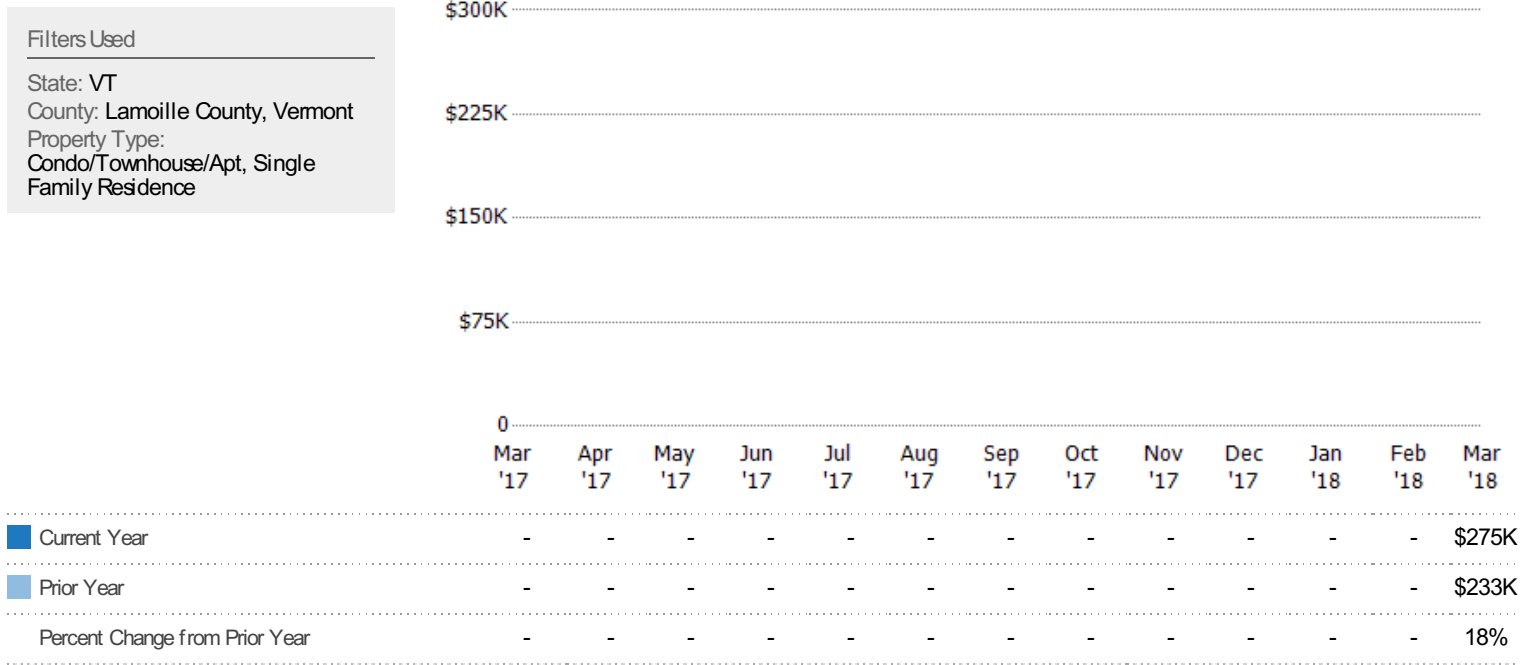 Filters Used
State: VT
County: Lamoille County, Vermont
Property Type:
Condo/Townhouse/Apt, Single
Family Residence
$300K
$225K
$150K
$75K
0
Mar Apr May Jun Jul Aug Sep Oct Nov Dec Jan Feb Mar
'17 '17 '17 '17 '17 '17 '17 '17 '17 '17 '18 '18 '18
Current Year - - - - - - - - - - - - $275K
Prior Year - - - - - - - - - - - - $233K
Percent Change from Prior Year - - - - - - - - - - - - 18%